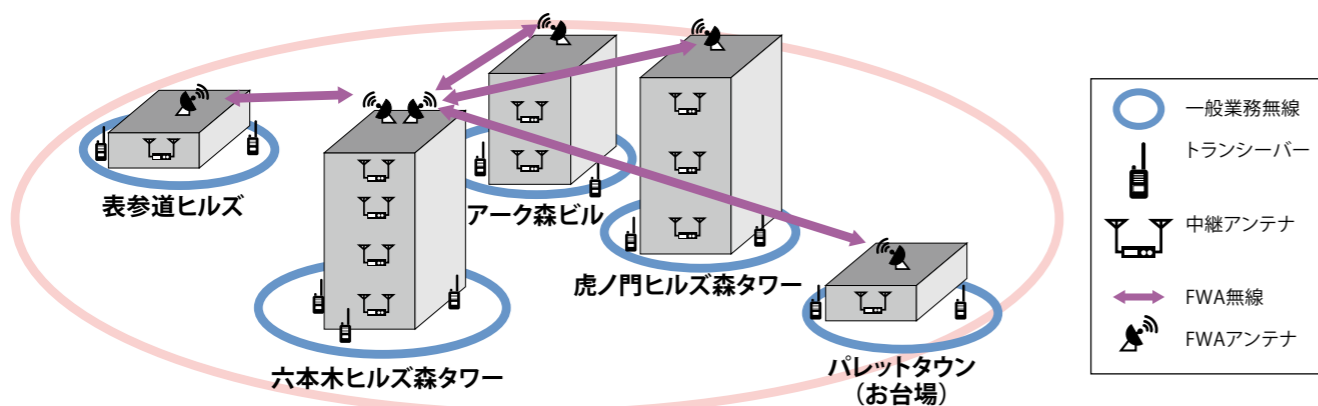 表参道ヒルズ
六本木ヒルズ森タワー
アーク森ビル
虎ノ門ヒルズ森タワー
パレットタウン
（お台場）
一般業務無線
トランシーバー
中継アンテナ
FWA無線
FWAアンテナ